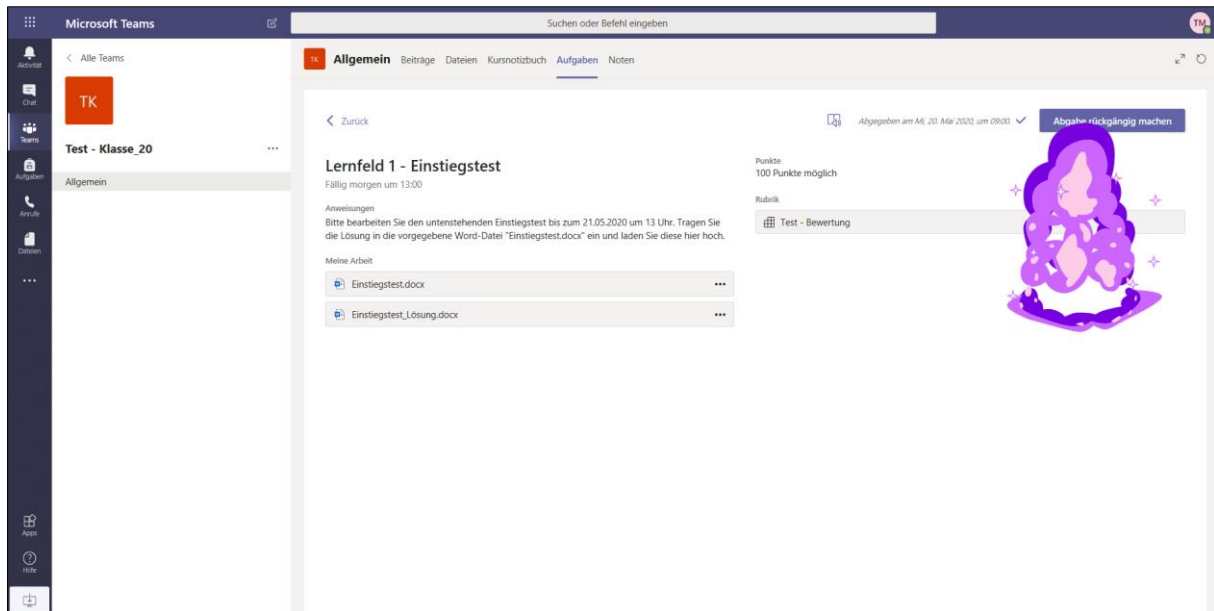 Microsoft Teams
Suchen oder Befehl eingeben
TM
Aktivität
Chat
Teams
Aufgaben
Anrufe
Dateien
Apps
Hilfe
Alle Teams
TK
Test - Klasse_20
Allgemein
TK Allgemein Beiträge Dateien Kursnotizbuch Aufgaben Noten
Zurück
Abgegeben am Mi, 20. Mai 2020, um 09:00.
Abgabe rückgängig machen
Lernfeld 1 - Einstiegstest
Fällig morgen um 13:00
Anweisungen
Bitte bearbeiten Sie den untenstehenden Einstiegstest bis zum 21.05.2020 um 13 Uhr. Tragen Sie
die Lösung in die vorgegebene Word-Datei "Einstiegstest.docx" ein und laden Sie diese hier hoch.
Meine Arbeit
Einstiegstest.docx
Einstiegstest_Lösung.docx
Punkte
100 Punkte möglich
Rubrik
Test - Bewertung